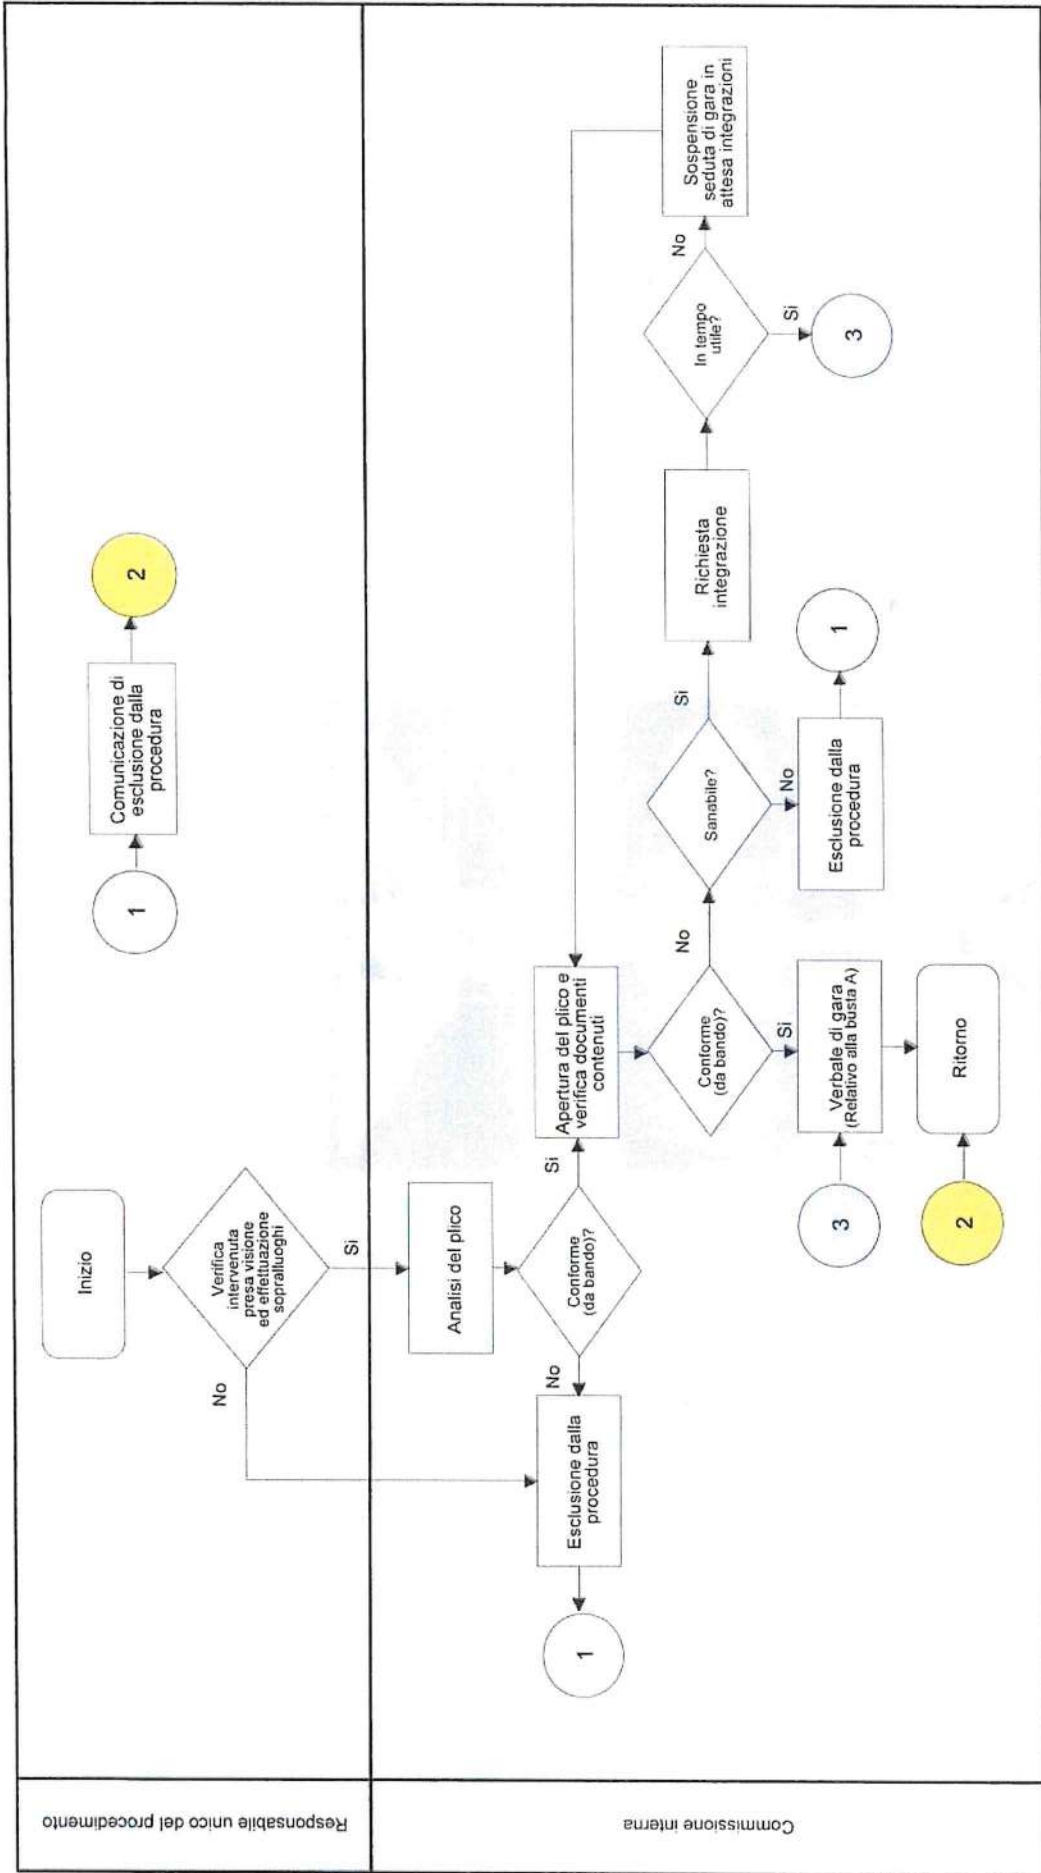 Responsabile unico del procedimento
Inizio
Verifica
intervenuta
presa visione
ed effettuazione
sopralluoghi
No
Si
1
Comunicazione di
esclusione dalla
procedura
2
Commissione interna
Analisi del plico
Conforme
(da bando)?
No
Si
Esclusione dalla
procedura
1
Apertura del plico e
verifica documenti
contenuti
Conforme
(da bando)?
No
Si
Sanabile?
Si
No
Richiesta
integrazione
In tempo
utile?
No
Si
Sospensione
seduta di gara in
attesa integrazioni
3
Esclusione dalla
procedura
1
3
Verbale di gara
(Relativo alla busta A)
2
Ritorno